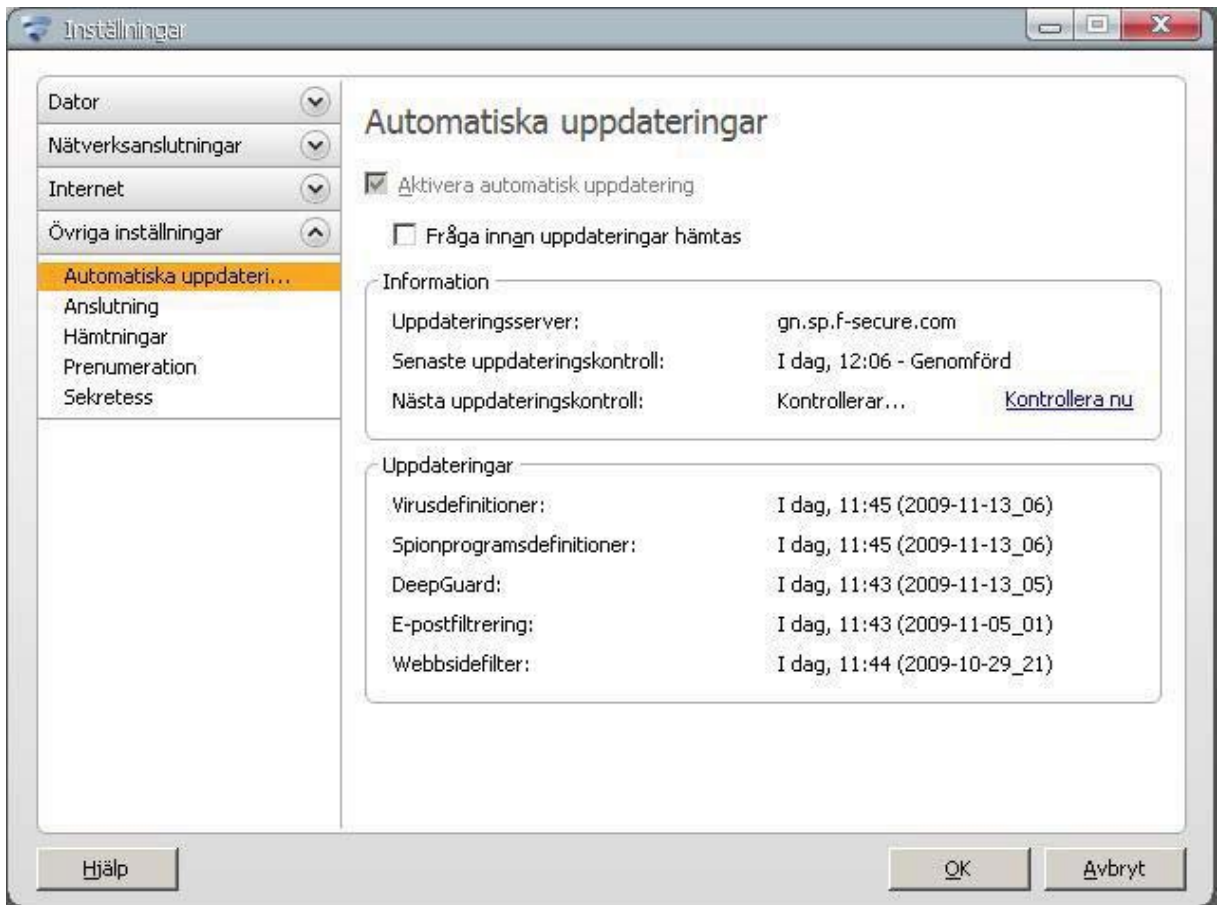 Inställningar
Dator
Nätverksanslutningar
Internet
Övriga inställningar
Automatiska uppdateri...
Anslutning
Hämtningar
Prenumeration
Sekretess
Automatiska uppdateringar
Aktivera automatisk uppdatering
Fråga innan uppdateringar hämtas
Information
Uppdateringsserver: gn.sp.f-secure.com
Senaste uppdateringskontroll: I dag, 12:06 - Genomförd
Nästa uppdateringskontroll: Kontrollerar... Kontrollera nu
Uppdateringar
Virusdefinitioner: I dag, 11:45 (2009-11-13_06)
Spionprogramsdefinitioner: I dag, 11:45 (2009-11-13_06)
DeepGuard: I dag, 11:43 (2009-11-13_05)
E-postfiltrering: I dag, 11:43 (2009-11-05_01)
Webbsidefilter: I dag, 11:44 (2009-10-29_21)
Hjälp OK Avbryt